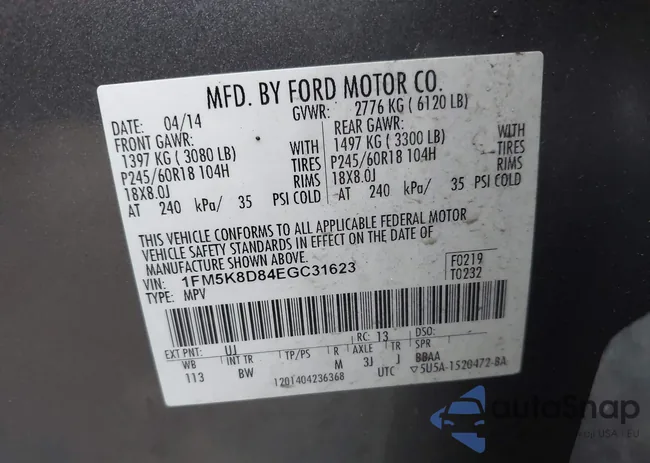 MFD. BY FORD MOTOR CO.
DATE: 04/14 GVWR: 2776 KG ( 6120 LB)
FRONT GAWR: REAR GAWR:
1397 KG ( 3080 LB) WITH 1497 KG ( 3300 LB) WITH
P245/60R18 104H TIRES P245/60R18 104H TIRES
18X8.0J RIMS 18X8.0J RIMS
AT 240 kPa/ 35 PSI COLD AT 240 kPa/ 35 PSI COLD
THIS VEHICLE CONFORMS TO ALL APPLICABLE FEDERAL MOTOR
VEHICLE SAFETY STANDARDS IN EFFECT ON THE DATE OF
MANUFACTURE SHOWN ABOVE.
VIN: 1FM5K8D84EGC31623 F0219
TYPE: MPV T0232
EXT PNT: UJ RC: 13 DSO:
WB INT TR TP/PS R AXLE TR SPR
113 BW M 3J J BBAA
1201404236368 UTC ▽5U5A-1520472-BA
autoSnap